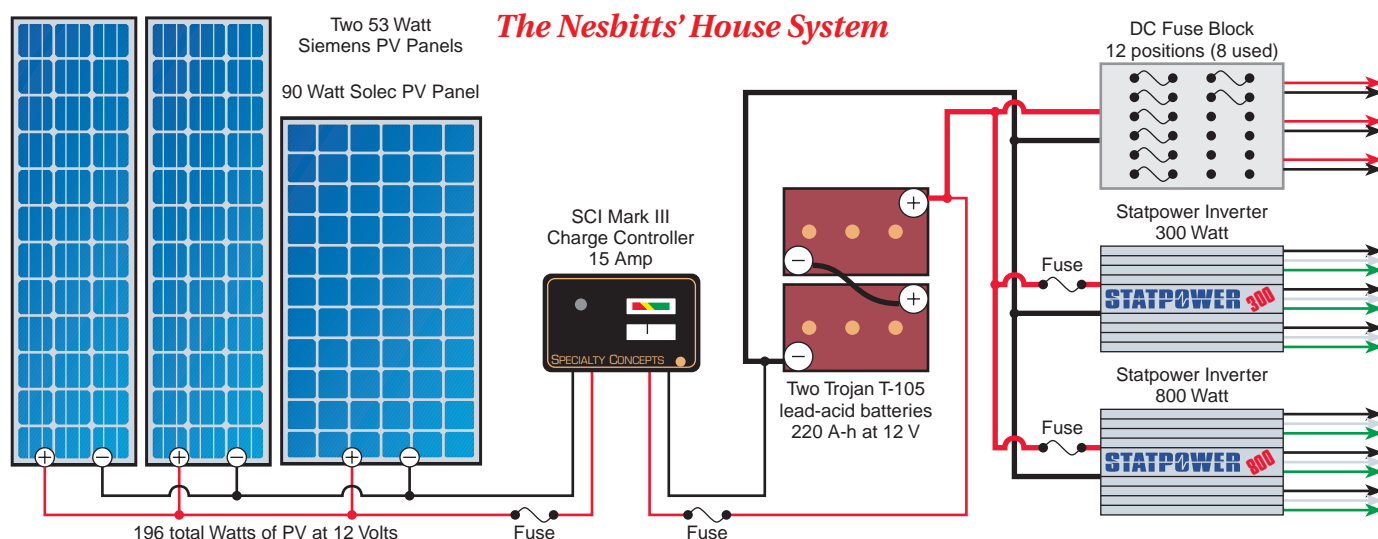 The Nesbitts' House System
Two 53 Watt
Siemens PV Panels
90 Watt Solec PV Panel
196 total Watts of PV at 12 Volts
Fuse
SCI Mark III
Charge Controller
15 Amp
SPECIALTY CONCEPTS
Fuse
Two Trojan T-105
lead-acid batteries
220 A-h at 12 V
DC Fuse Block
12 positions (8 used)
Statpower Inverter
300 Watt
Fuse
STATPOWER 300
Statpower Inverter
800 Watt
Fuse
STATPOWER 800